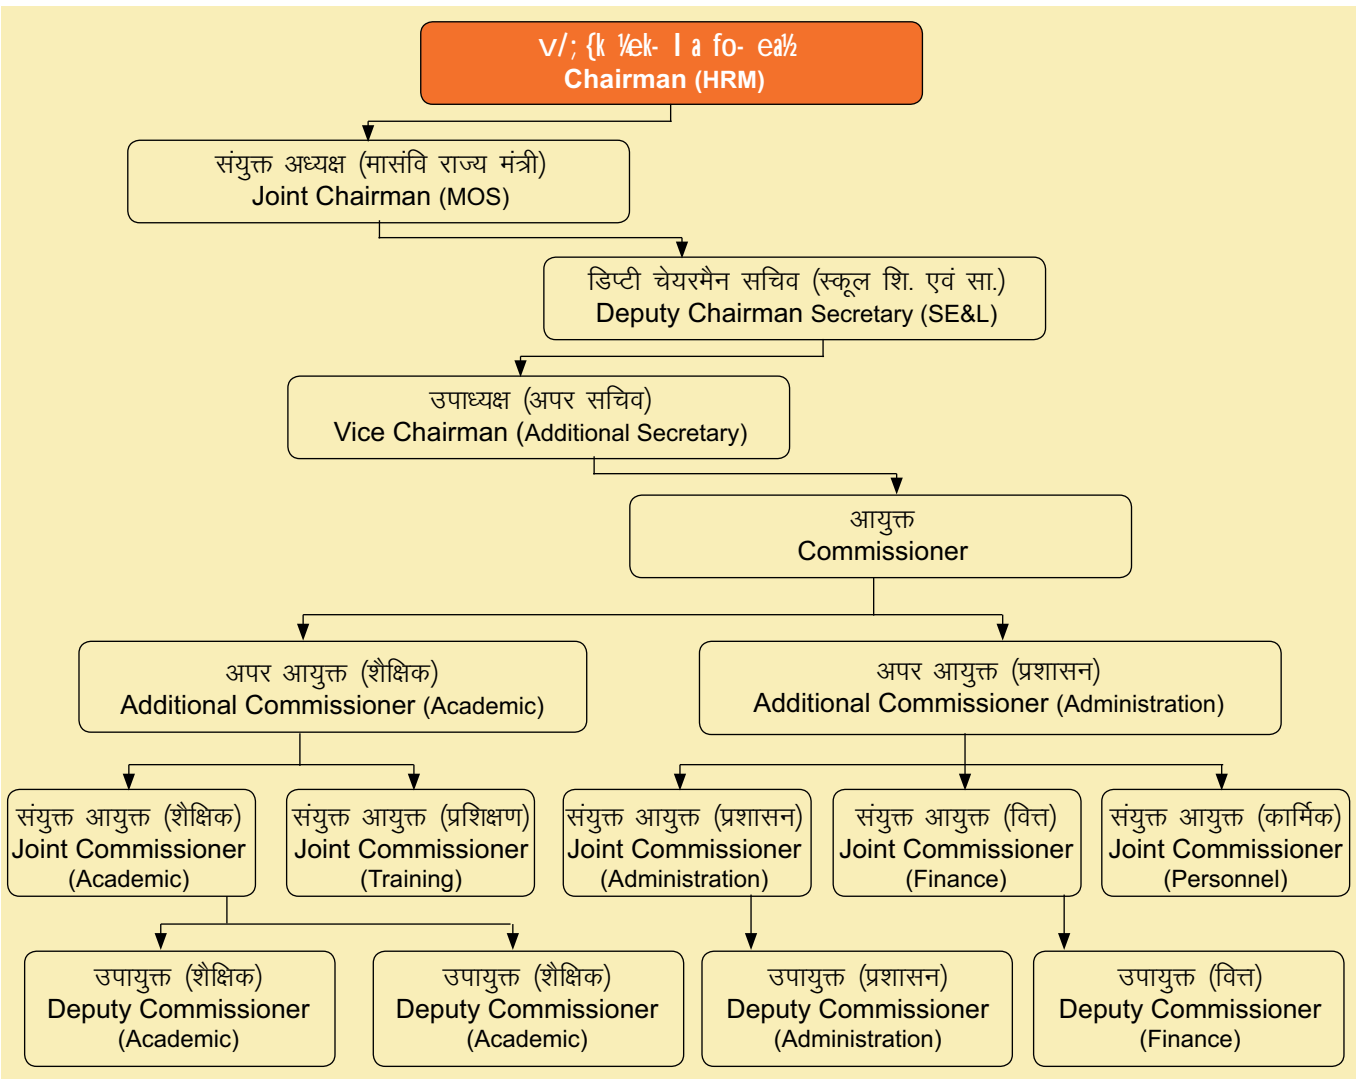 v/;{k ¼ek- la fo- ea½
Chairman (HRM)
संयुक्त अध्यक्ष (मासंवि राज्य मंत्री)
Joint Chairman (MOS)
डिप्टी चेयरमैन सचिव (स्कूल शि. एवं सा.)
Deputy Chairman Secretary (SE&L)
उपाध्यक्ष (अपर सचिव)
Vice Chairman (Additional Secretary)
आयुक्त
Commissioner
अपर आयुक्त (शैक्षिक)
Additional Commissioner (Academic)
अपर आयुक्त (प्रशासन)
Additional Commissioner (Administration)
संयुक्त आयुक्त (शैक्षिक)
Joint Commissioner
(Academic)
संयुक्त आयुक्त (प्रशिक्षण)
Joint Commissioner
(Training)
संयुक्त आयुक्त (प्रशासन)
Joint Commissioner
(Administration)
संयुक्त आयुक्त (वित्त)
Joint Commissioner
(Finance)
संयुक्त आयुक्त (कार्मिक)
Joint Commissioner
(Personnel)
उपायुक्त (शैक्षिक)
Deputy Commissioner
(Academic)
उपायुक्त (शैक्षिक)
Deputy Commissioner
(Academic)
उपायुक्त (प्रशासन)
Deputy Commissioner
(Administration)
उपायुक्त (वित्त)
Deputy Commissioner
(Finance)